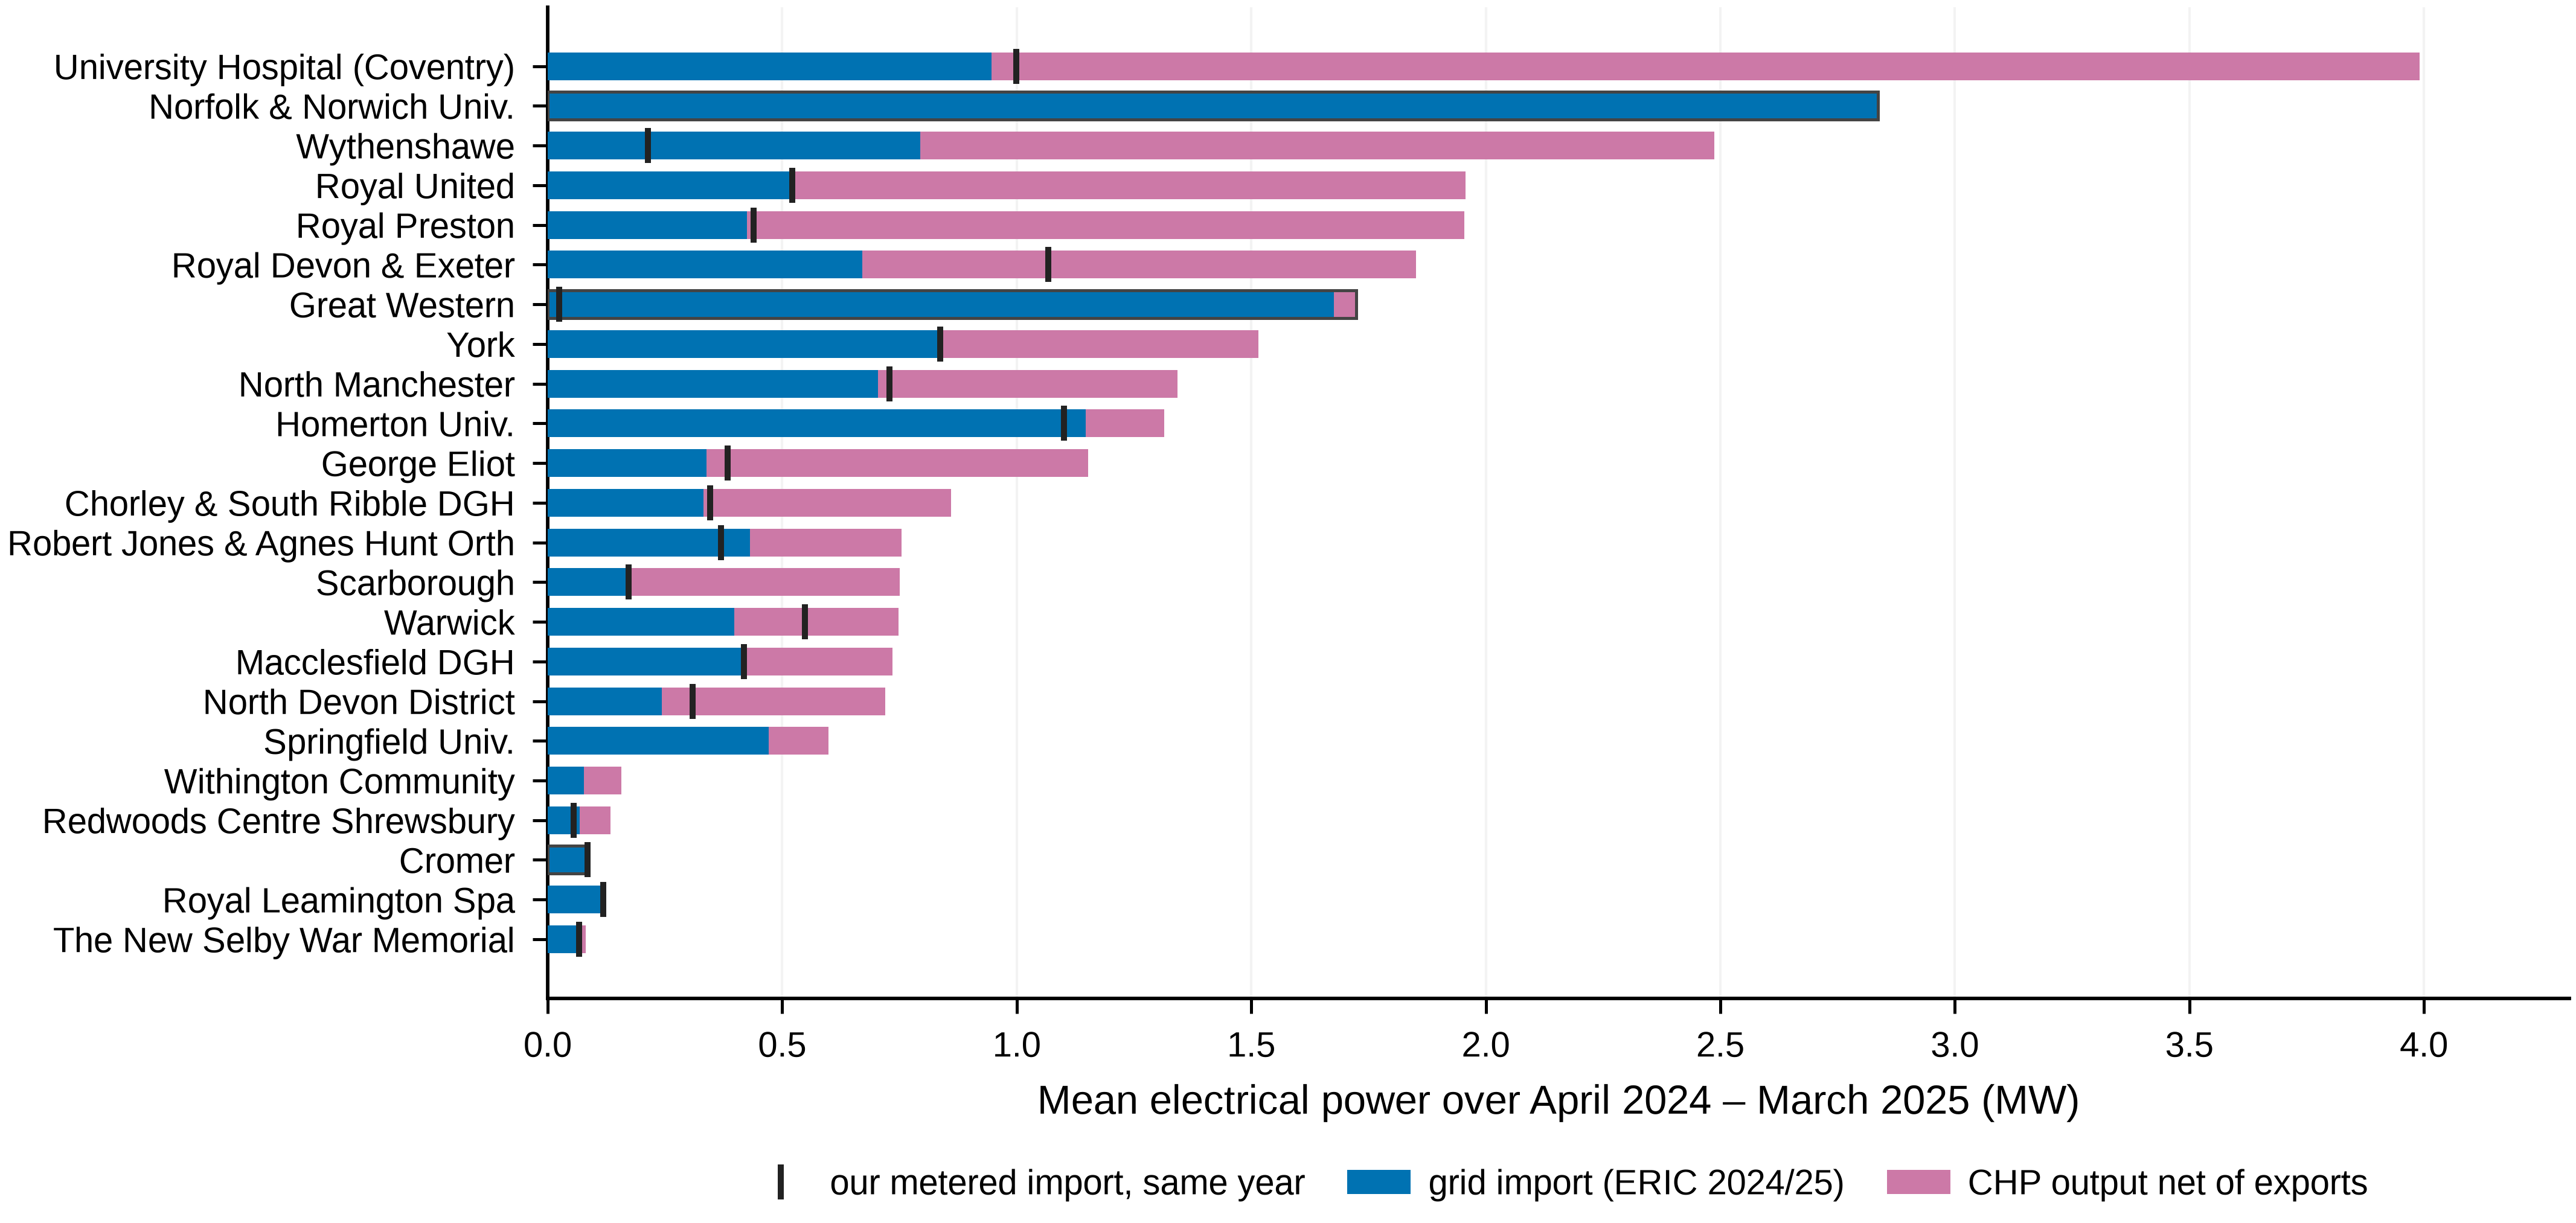 University Hospital (Coventry)
Norfolk & Norwich Univ.
Wythenshawe
Royal United
Royal Preston
Royal Devon & Exeter
Great Western
York
North Manchester
Homerton Univ.
George Eliot
Chorley & South Ribble DGH
Robert Jones & Agnes Hunt Orth
Scarborough
Warwick
Macclesfield DGH
North Devon District
Springfield Univ.
Withington Community
Redwoods Centre Shrewsbury
Cromer
Royal Leamington Spa
The New Selby War Memorial
0.0 0.5 1.0 1.5 2.0 2.5 3.0 3.5 4.0
Mean electrical power over April 2024 – March 2025 (MW)
our metered import, same year grid import (ERIC 2024/25) CHP output net of exports